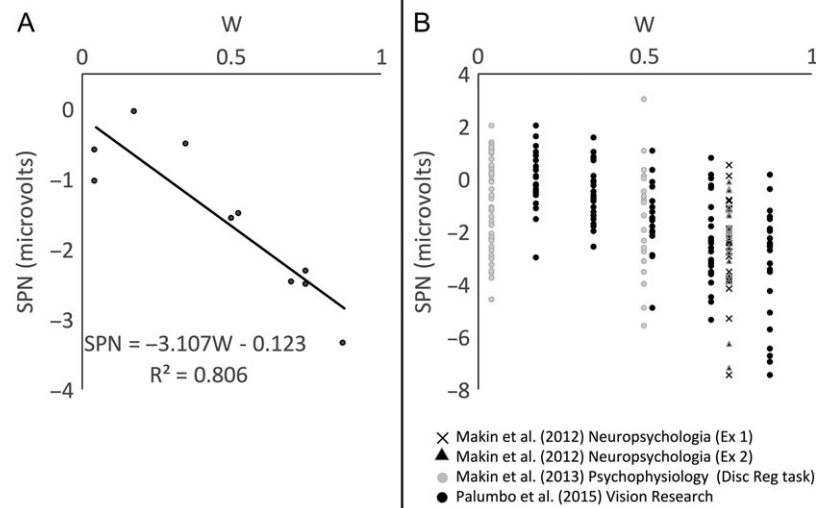 A
W
0
0.5
1
0
−1
−2
−3
−4
SPN (microvolts)
SPN = −3.107W - 0.123
R² = 0.806
B
W
0
0.5
1
4
2
0
−2
−4
−6
−8
SPN (microvolts)
Makin et al. (2012) Neuropsychologia (Ex 1)
Makin et al. (2012) Neuropsychologia (Ex 2)
Makin et al. (2013) Psychophysiology (Disc Reg task)
Palumbo et al. (2015) Vision Research